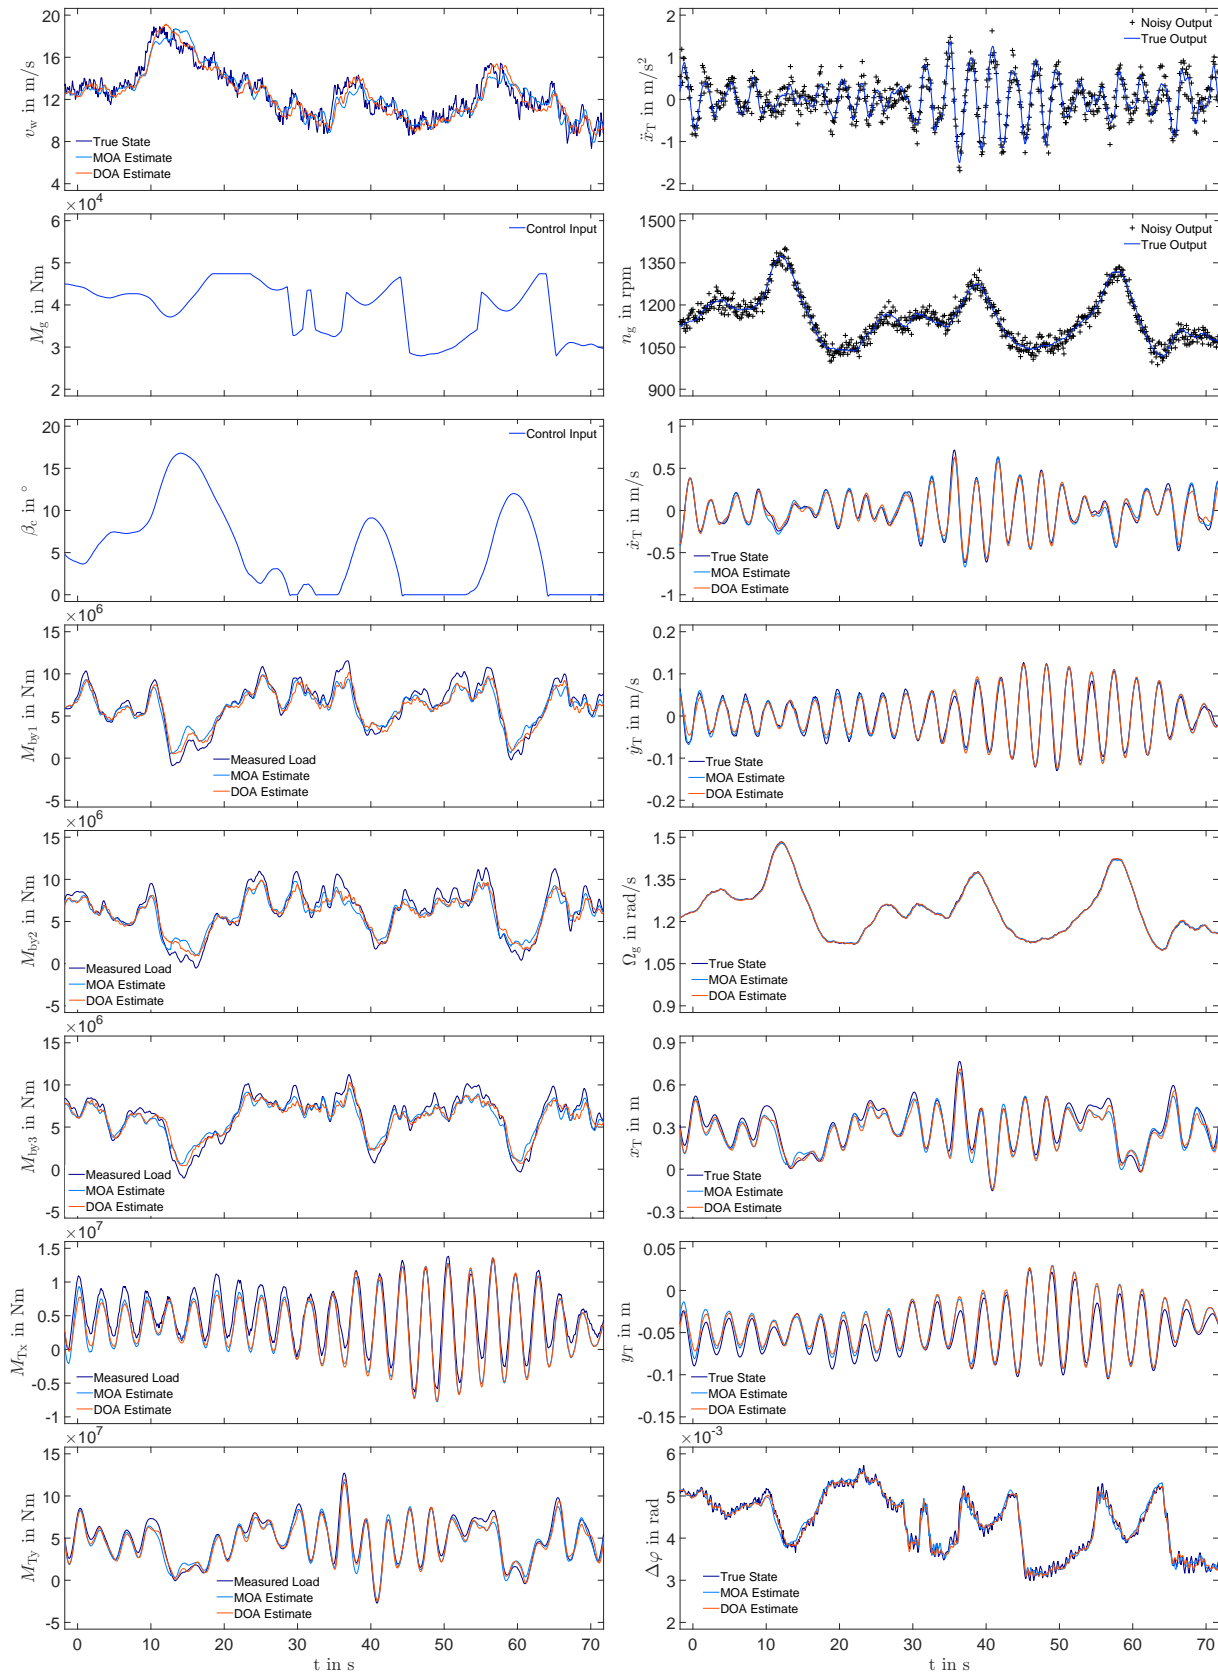 20
16
12
8
4
v_w in m/s
True State
MOA Estimate
DOA Estimate
2
1
0
-1
-2
ẍ_T in m/s²
Noisy Output
True Output
×10⁴
6
5
4
3
2
M_g in Nm
Control Input
1500
1350
1200
1050
900
n_g in rpm
Noisy Output
True Output
20
15
10
5
0
β_c in °
Control Input
1
0.5
0
-0.5
-1
ẋ_T in m/s
True State
MOA Estimate
DOA Estimate
×10⁶
15
10
5
0
-5
M_by1 in Nm
Measured Load
MOA Estimate
DOA Estimate
0.2
0.1
0
-0.1
-0.2
ẏ_T in m/s
True State
MOA Estimate
DOA Estimate
×10⁶
15
10
5
0
-5
M_by2 in Nm
Measured Load
MOA Estimate
DOA Estimate
1.5
1.35
1.2
1.05
0.9
Ω_g in rad/s
True State
MOA Estimate
DOA Estimate
×10⁶
15
10
5
0
-5
M_by3 in Nm
Measured Load
MOA Estimate
DOA Estimate
0.9
0.6
0.3
0
-0.3
x_T in m
True State
MOA Estimate
DOA Estimate
×10⁷
1.5
1
0.5
0
-0.5
-1
M_Tx in Nm
Measured Load
MOA Estimate
DOA Estimate
0.05
0
-0.05
-0.1
-0.15
y_T in m
True State
MOA Estimate
DOA Estimate
×10⁷
15
10
5
0
-5
M_Ty in Nm
Measured Load
MOA Estimate
DOA Estimate
0 10 20 30 40 50 60 70
t in s
×10⁻³
6
5
4
3
2
Δφ in rad
True State
MOA Estimate
DOA Estimate
0 10 20 30 40 50 60 70
t in s